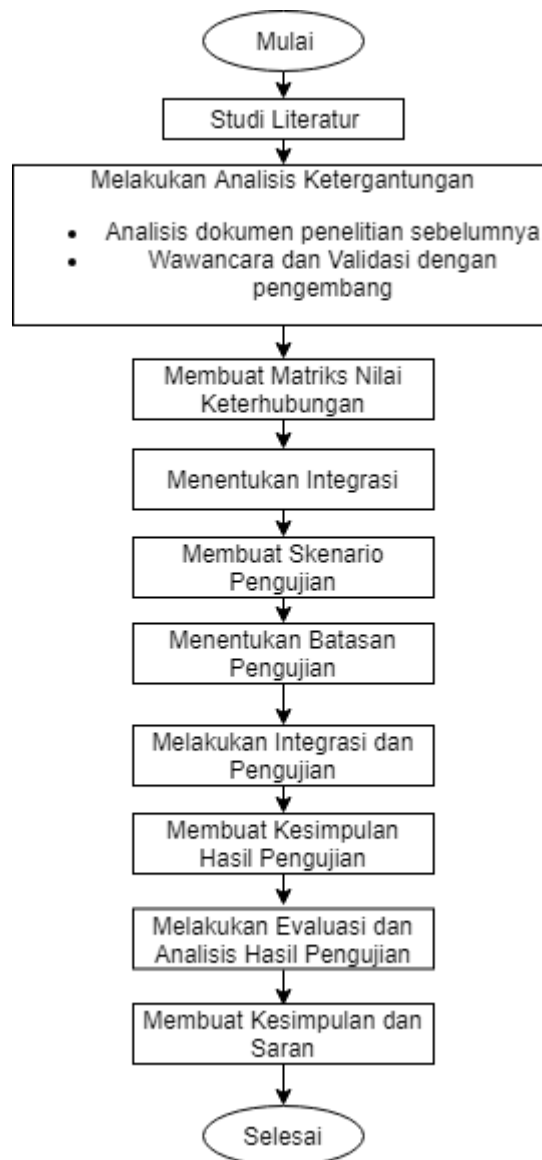 Mulai
Studi Literatur
Melakukan Analisis Ketergantungan
• Analisis dokumen penelitian sebelumnya
• Wawancara dan Validasi dengan
pengembang
Membuat Matriks Nilai
Keterhubungan
Menentukan Integrasi
Membuat Skenario
Pengujian
Menentukan Batasan
Pengujian
Melakukan Integrasi dan
Pengujian
Membuat Kesimpulan
Hasil Pengujian
Melakukan Evaluasi dan
Analisis Hasil Pengujian
Membuat Kesimpulan dan
Saran
Selesai